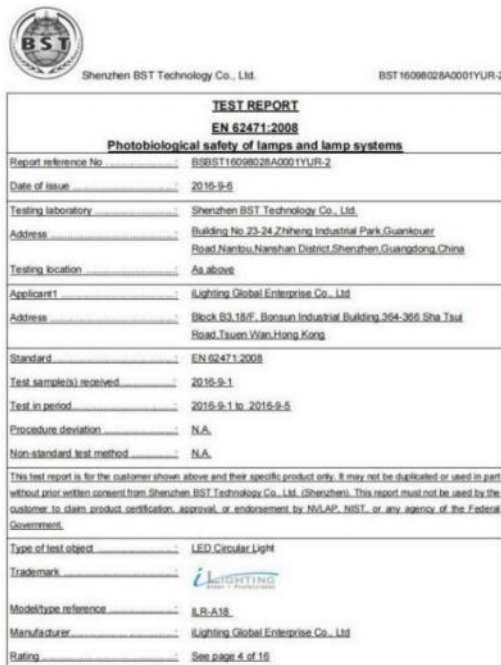 BST
Shenzhen BST Technology Co., Ltd.
BST16098028A0001YUR-2
TEST REPORT
EN 62471:2008
Photobiological safety of lamps and lamp systems
Report reference No ........................: BSBST16098028A0001YUR-2
Date of issue ........................: 2016-9-6
Testing laboratory ........................: Shenzhen BST Technology Co., Ltd.
Address ........................: Building No.23-24,Zhiheng Industrial Park,Guankouer
Road,Nantou,Nanshan District,Shenzhen,Guangdong,China
Testing location ........................: As above
Applicant1 ........................: iLighting Global Enterprise Co., Ltd
Address ........................: Block B3,18/F, Bonsun Industrial Building,364-366 Sha Tsui
Road,Tsuen Wan,Hong Kong
Standard ........................: EN 62471:2008
Test sample(s) received ........................: 2016-9-1
Test in period ........................: 2016-9-1 to 2016-9-5
Procedure deviation ........................: N.A.
Non-standard test method ........................: N.A.
This test report is for the customer shown above and their specific product only. It may not be duplicated or used in part
without prior written consent from Shenzhen BST Technology Co., Ltd. (Shenzhen). This report must not be used by the
customer to claim product certification, approval, or endorsement by NVLAP, NIST, or any agency of the Federal
Government.
Type of test object ........................: LED Circular Light
Trademark ........................: iLIGHTING
Model/type reference ........................: ILR-A18
Manufacturer ........................: iLighting Global Enterprise Co., Ltd
Rating ........................: See page 4 of 16